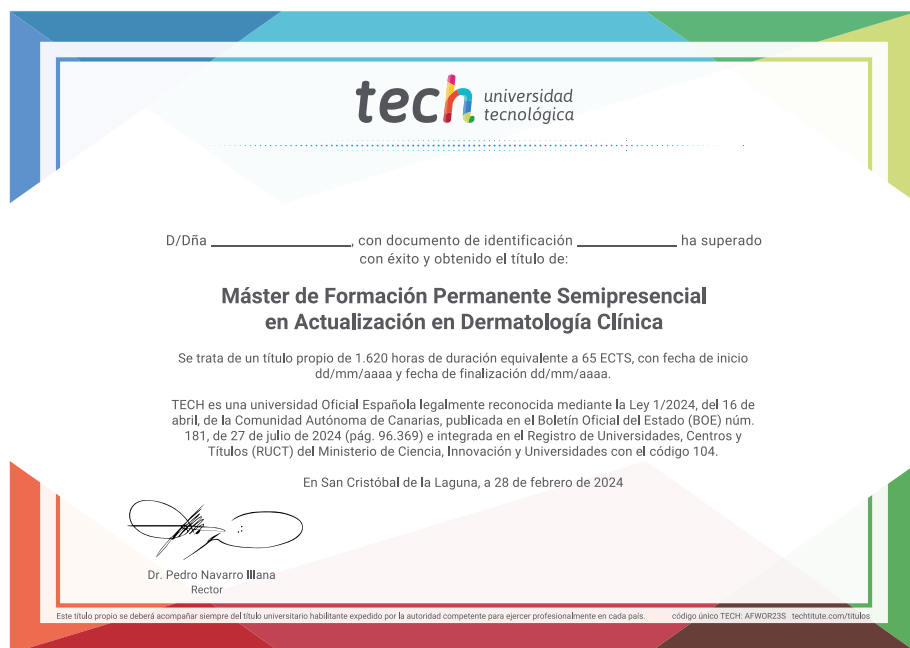 tech universidad
tecnológica
D/Dña ______________, con documento de identificación __________ ha superado
con éxito y obtenido el título de:
Máster de Formación Permanente Semipresencial
en Actualización en Dermatología Clínica
Se trata de un título propio de 1.620 horas de duración equivalente a 65 ECTS, con fecha de inicio
dd/mm/aaaa y fecha de finalización dd/mm/aaaa.
TECH es una universidad Oficial Española legalmente reconocida mediante la Ley 1/2024, del 16 de
abril, de la Comunidad Autónoma de Canarias, publicada en el Boletín Oficial del Estado (BOE) núm.
181, de 27 de julio de 2024 (pág. 96.369) e integrada en el Registro de Universidades, Centros y
Títulos (RUCT) del Ministerio de Ciencia, Innovación y Universidades con el código 104.
En San Cristóbal de la Laguna, a 28 de febrero de 2024
Dr. Pedro Navarro Illana
Rector
Este título propio se deberá acompañar siempre del título universitario habilitante expedido por la autoridad competente para ejercer profesionalmente en cada país. código único TECH: AFWOR23S techtitute.com/titulos